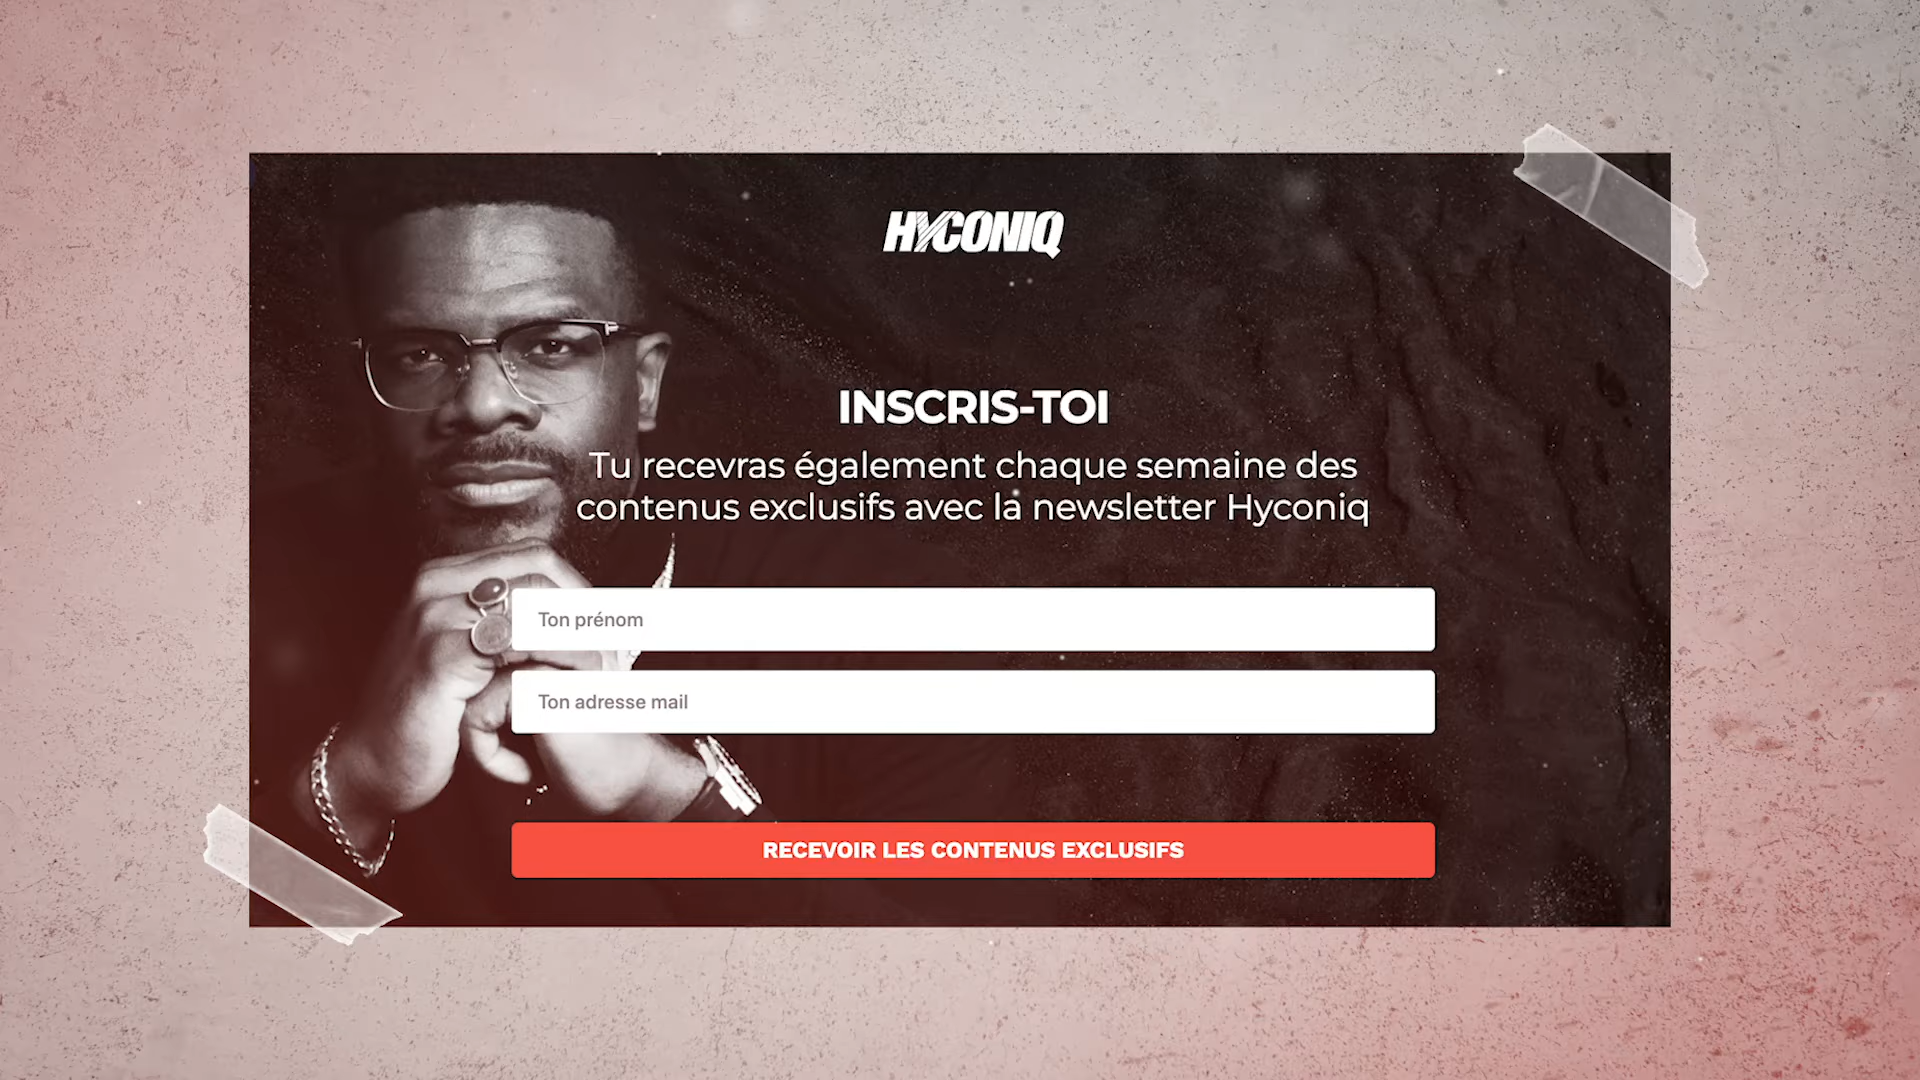 HYCONIQ
INSCRIS-TOI
Tu recevras également chaque semaine des
contenus exclusifs avec la newsletter Hyconiq
Ton prénom
Ton adresse mail
RECEVOIR LES CONTENUS EXCLUSIFS